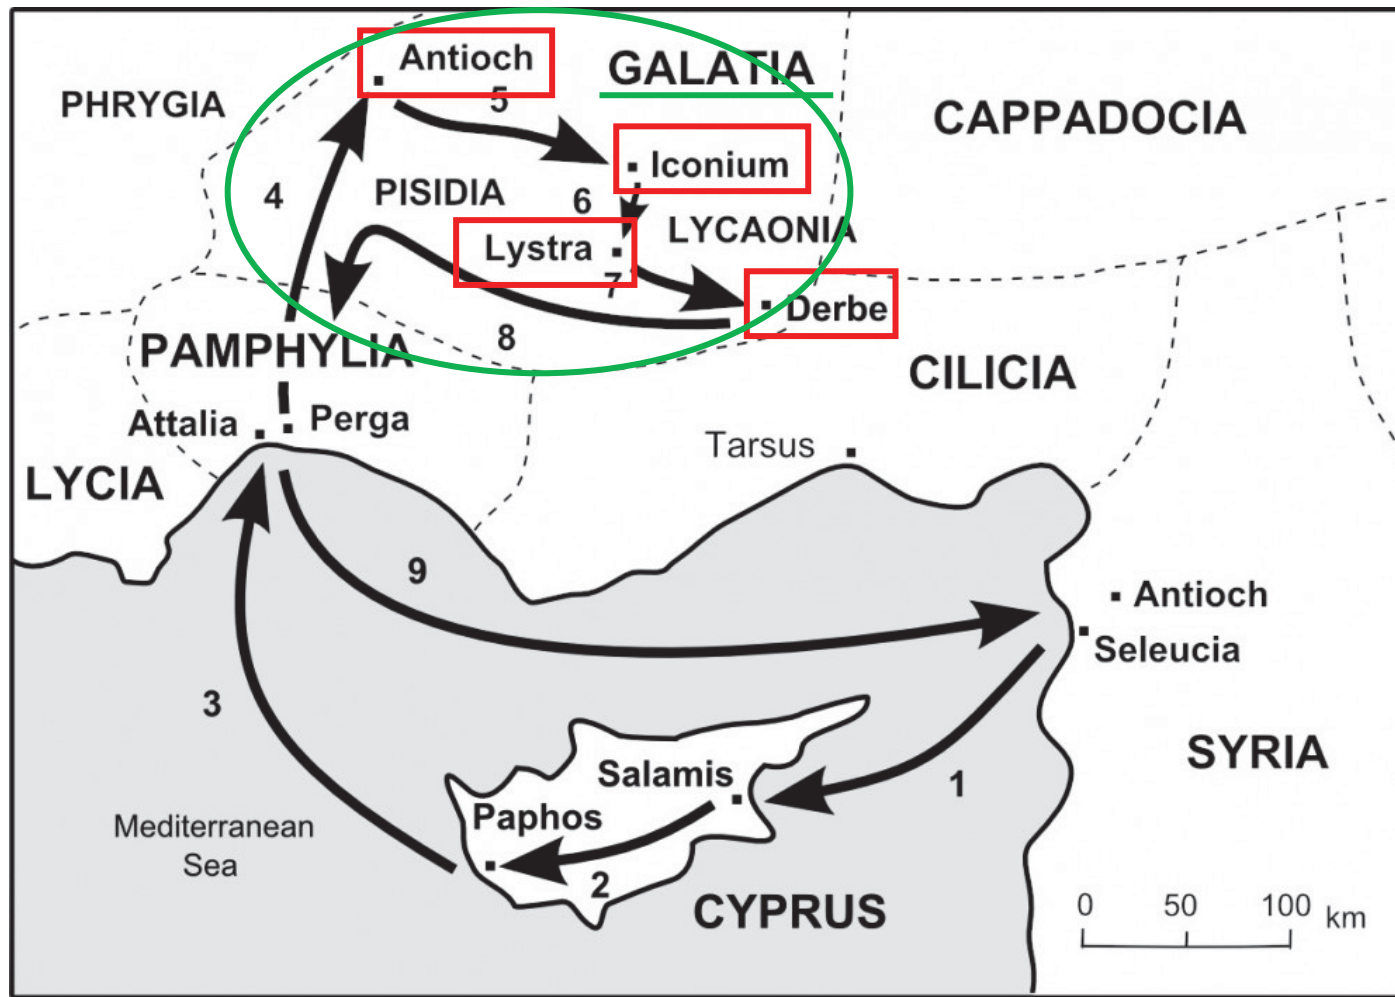 Antioch
GALATIA
PHRYGIA
5
CAPPADOCIA
Iconium
4
PISIDIA
6
LYCAONIA
Lystra
7
Derbe
8
PAMPHYLIA
CILICIA
Attalia
Perga
Tarsus
LYCIA
9
Antioch
Seleucia
3
SYRIA
Salamis
1
Paphos
Mediterranean
Sea
2
CYPRUS
0 50 100 km